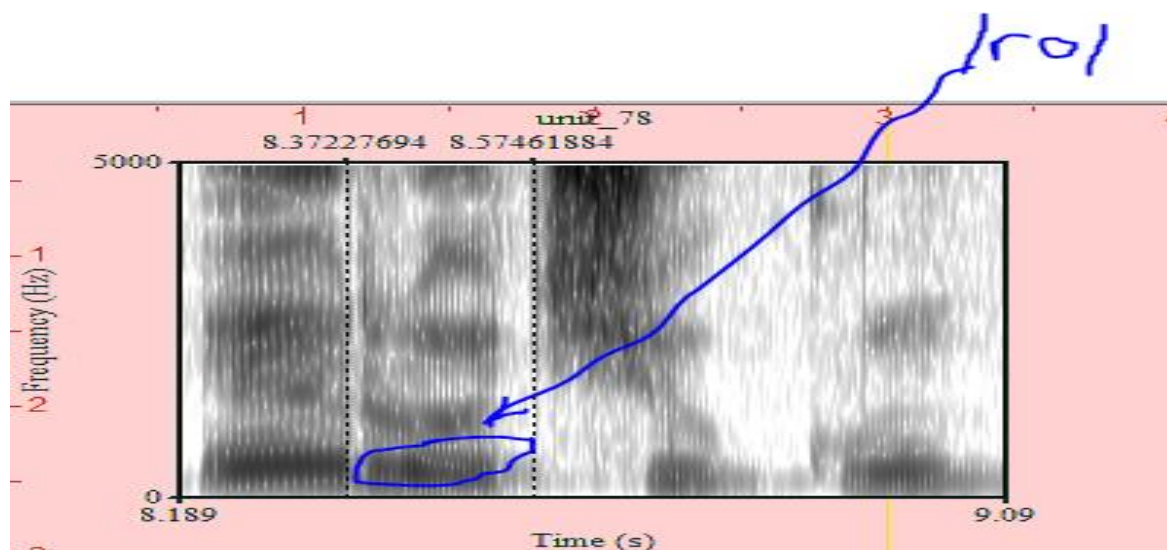 /ro/
1 2 3
unit_78
8.37227694 8.57461884
5000
1
Frequency (Hz)
2
0
8.189 9.09
Time (s)